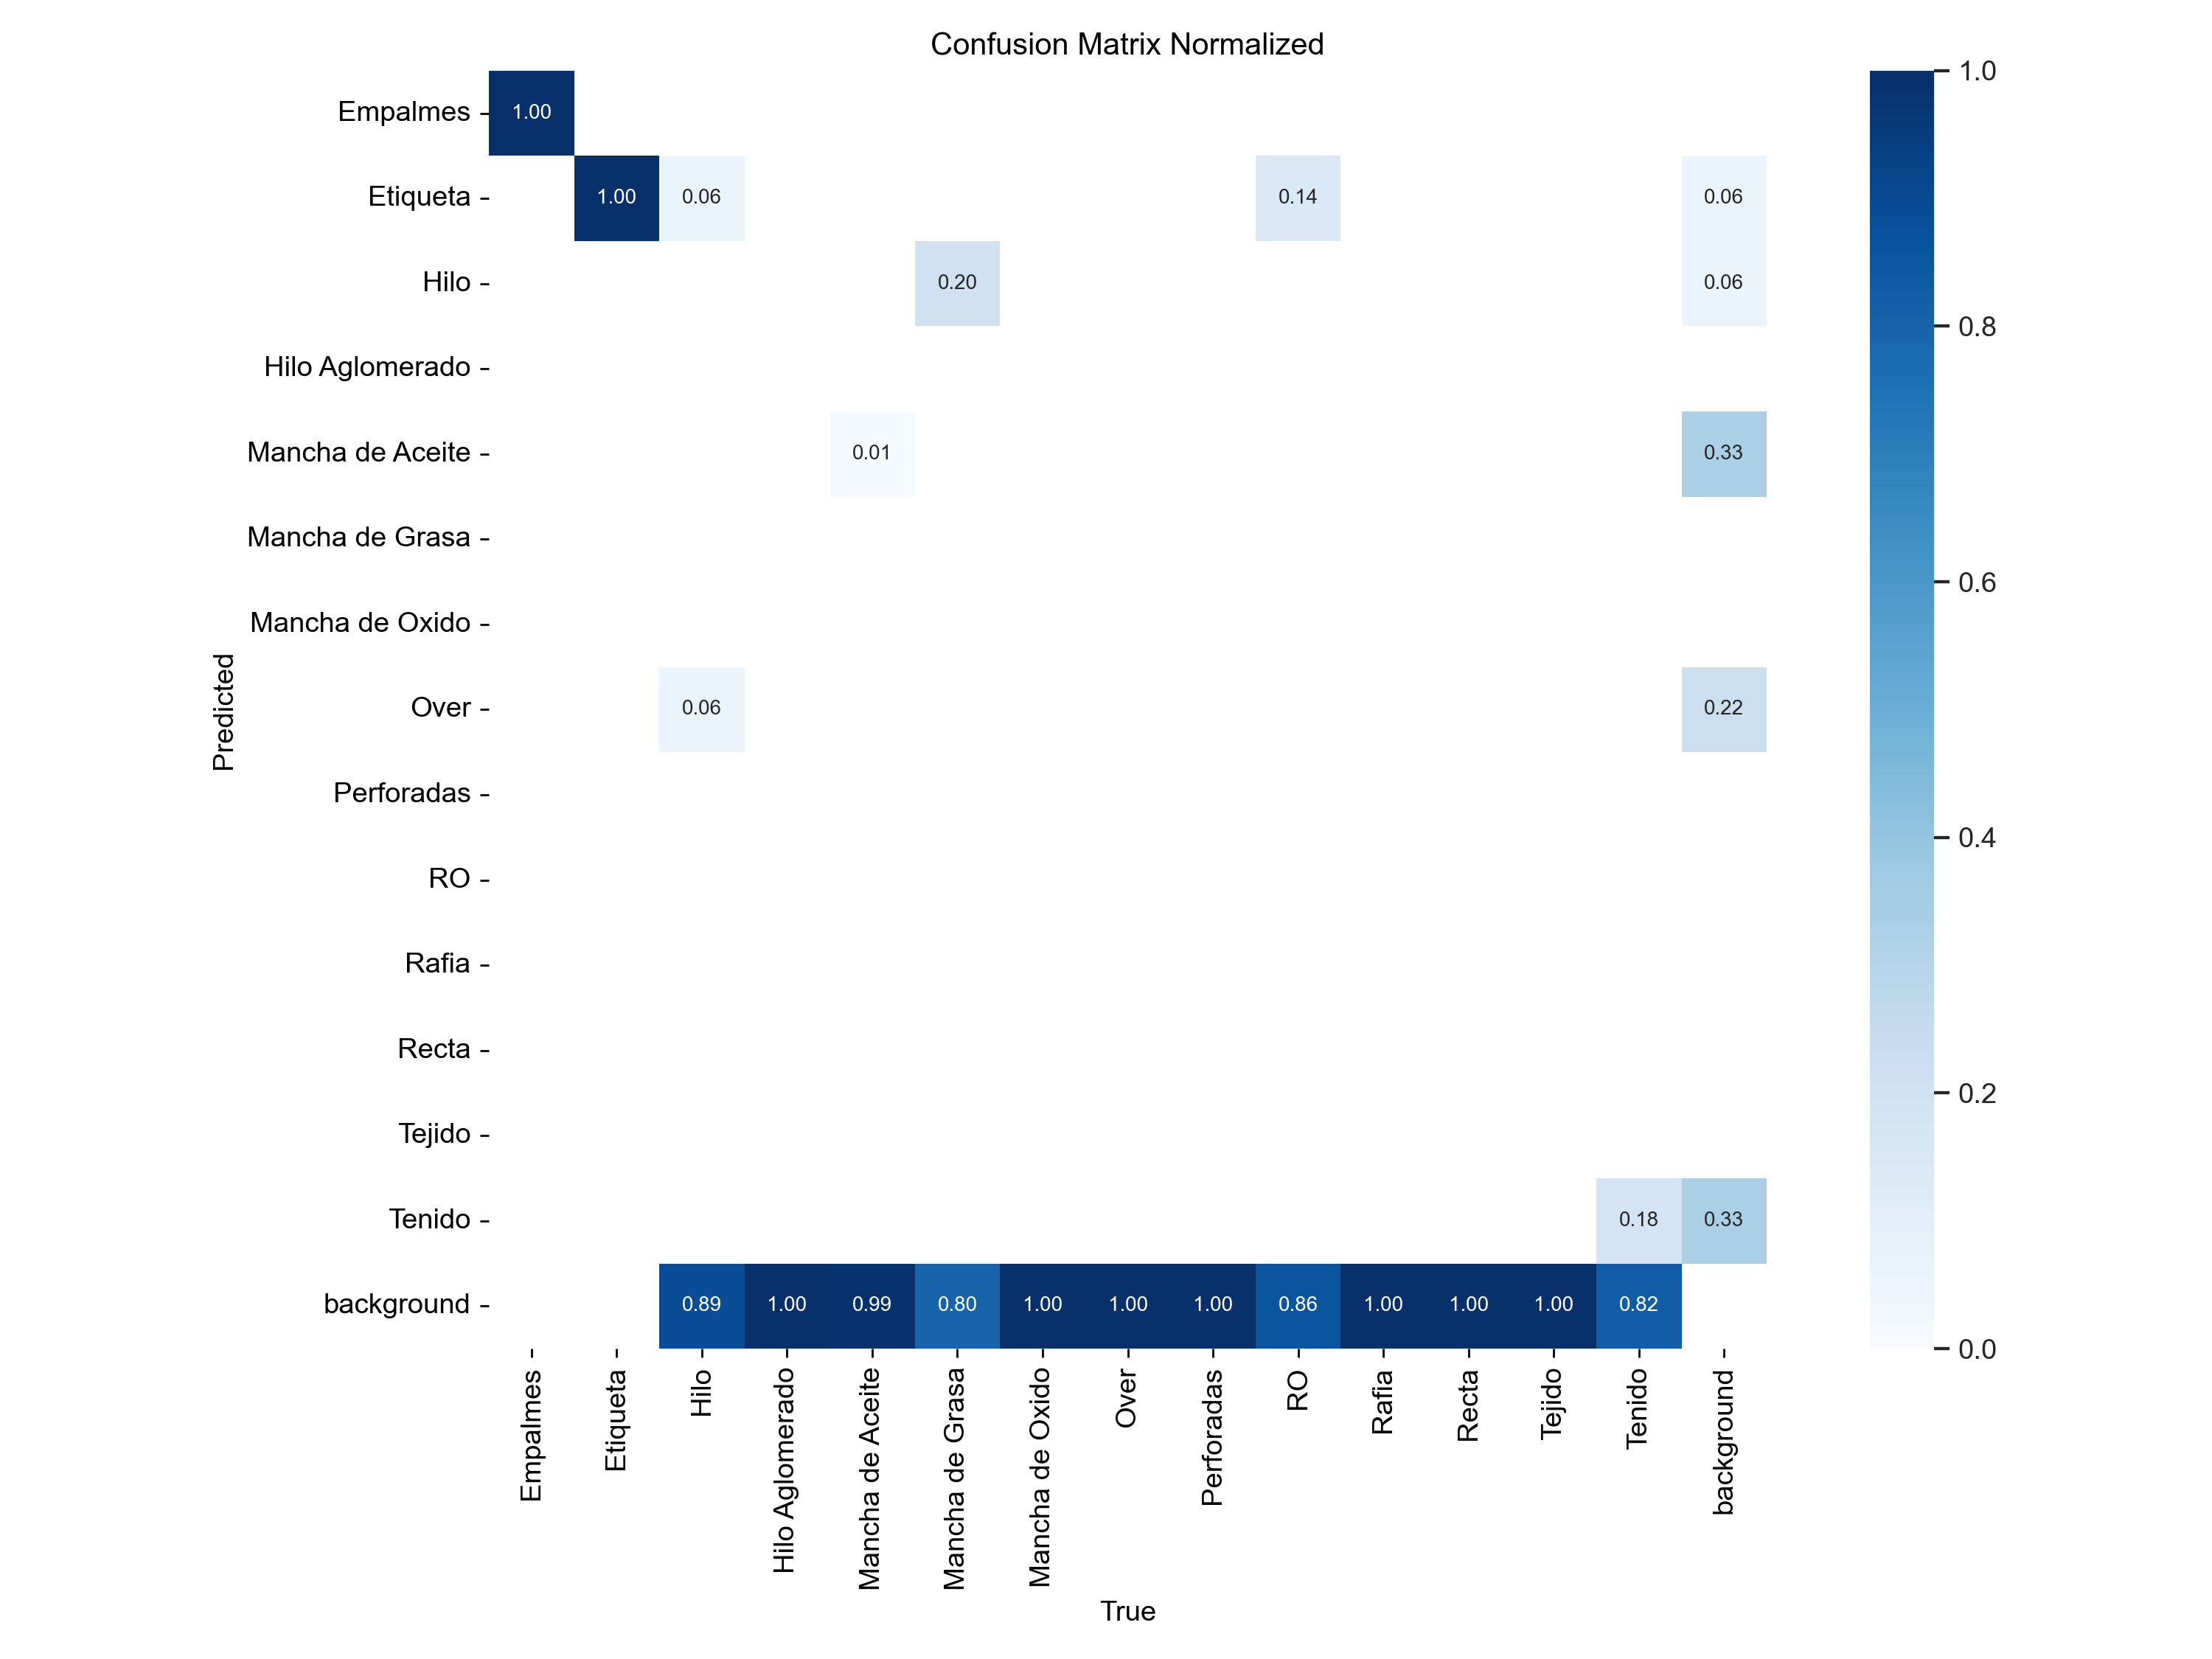 Confusion Matrix Normalized
Empalmes
Etiqueta
Hilo
Hilo Aglomerado
Mancha de Aceite
Mancha de Grasa
Mancha de Oxido
Over
Perforadas
RO
Rafia
Recta
Tejido
Tenido
background
Predicted
1.00
1.00 0.06 0.14 0.06
0.20 0.06
0.01 0.33
0.06 0.22
0.18 0.33
0.89 1.00 0.99 0.80 1.00 1.00 1.00 0.86 1.00 1.00 1.00 0.82
Empalmes
Etiqueta
Hilo
Hilo Aglomerado
Mancha de Aceite
Mancha de Grasa
Mancha de Oxido
Over
Perforadas
RO
Rafia
Recta
Tejido
Tenido
background
True
1.0
0.8
0.6
0.4
0.2
0.0